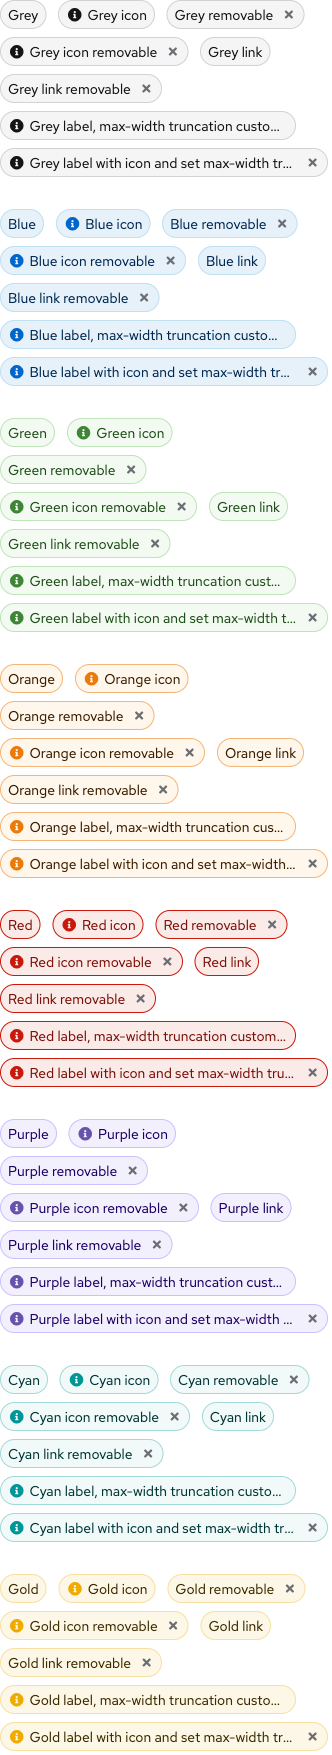 Grey Grey icon Grey removable
Grey icon removable Grey link
Grey link removable
Grey label, max-width truncation custo...
Grey label with icon and set max-width tr...
Blue Blue icon Blue removable
Blue icon removable Blue link
Blue link removable
Blue label, max-width truncation custo...
Blue label with icon and set max-width tr...
Green Green icon
Green removable
Green icon removable Green link
Green link removable
Green label, max-width truncation cust...
Green label with icon and set max-width t...
Orange Orange icon
Orange removable
Orange icon removable Orange link
Orange link removable
Orange label, max-width truncation cus...
Orange label with icon and set max-width...
Red Red icon Red removable
Red icon removable Red link
Red link removable
Red label, max-width truncation custom...
Red label with icon and set max-width tru...
Purple Purple icon
Purple removable
Purple icon removable Purple link
Purple link removable
Purple label, max-width truncation cust...
Purple label with icon and set max-width ...
Cyan Cyan icon Cyan removable
Cyan icon removable Cyan link
Cyan link removable
Cyan label, max-width truncation custo...
Cyan label with icon and set max-width tr...
Gold Gold icon Gold removable
Gold icon removable Gold link
Gold link removable
Gold label, max-width truncation custo...
Gold label with icon and set max-width tr...